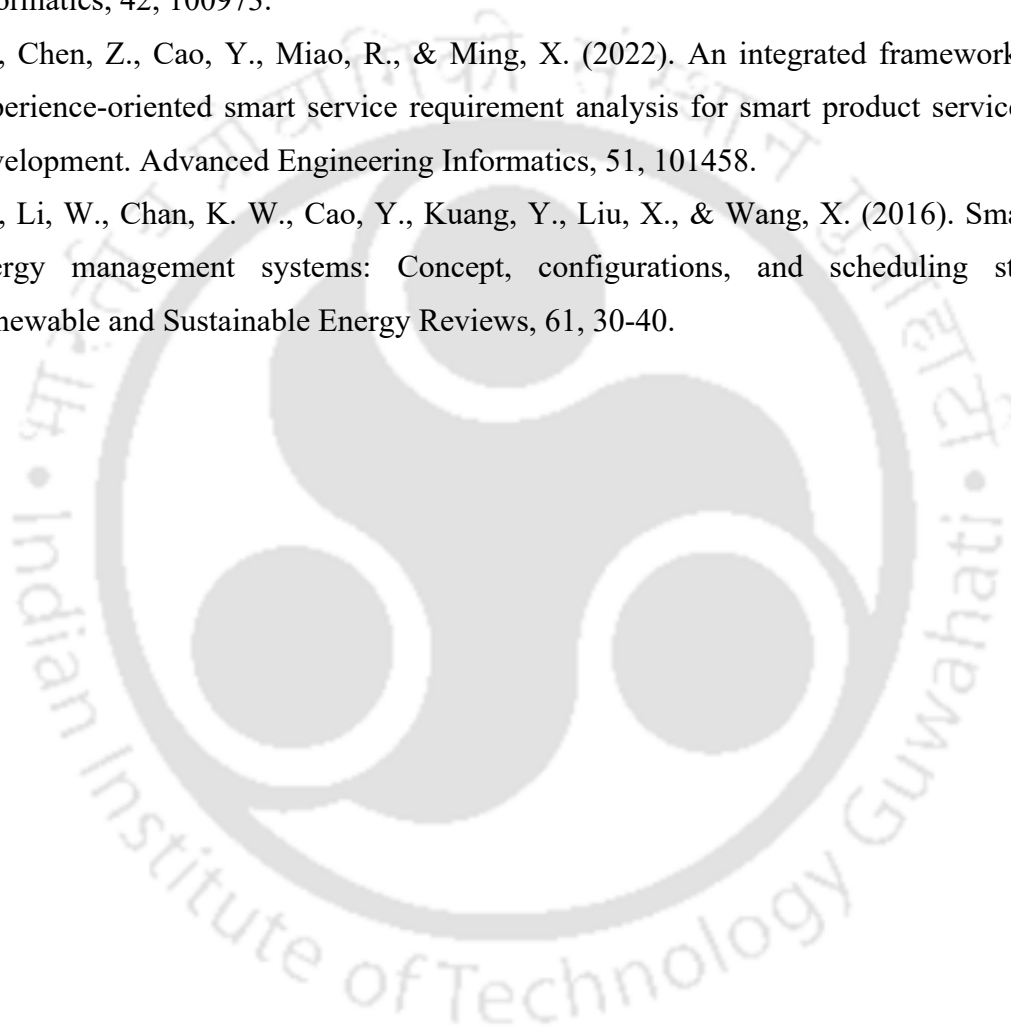 ormatics, 42, 100973.
, Chen, Z., Cao, Y., Miao, R., & Ming, X. (2022). An integrated framework
perience-oriented smart service requirement analysis for smart product service
velopment. Advanced Engineering Informatics, 51, 101458.
, Li, W., Chan, K. W., Cao, Y., Kuang, Y., Liu, X., & Wang, X. (2016). Sma
ergy management systems: Concept, configurations, and scheduling st
newable and Sustainable Energy Reviews, 61, 30-40.
भारतीय प्रौद्योगिकी संस्थान गुवाहाटी
Indian Institute of Technology Guwahati